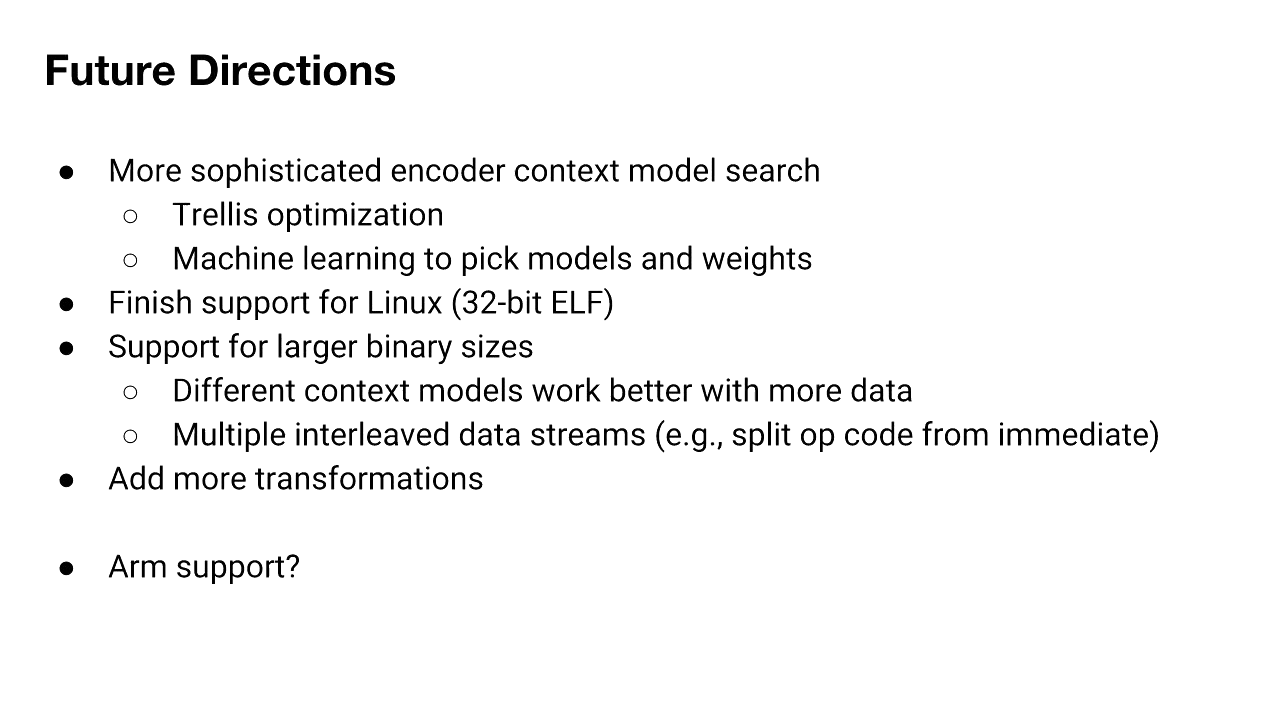 Future Directions
● More sophisticated encoder context model search
○ Trellis optimization
○ Machine learning to pick models and weights
● Finish support for Linux (32-bit ELF)
● Support for larger binary sizes
○ Different context models work better with more data
○ Multiple interleaved data streams (e.g., split op code from immediate)
● Add more transformations
● Arm support?